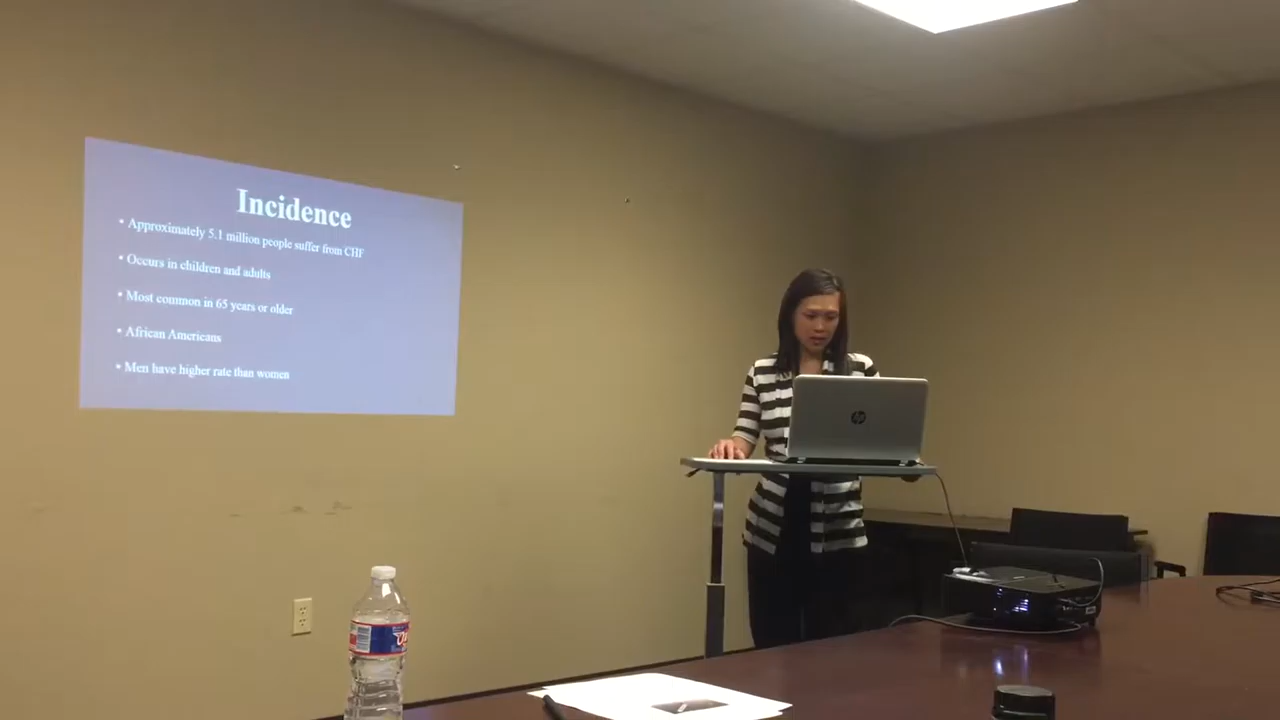 Incidence
• Approximately 5.1 million people suffer from CHF
• Occurs in children and adults
• Most common in 65 years or older
• African Americans
• Men have higher rate than women
hp